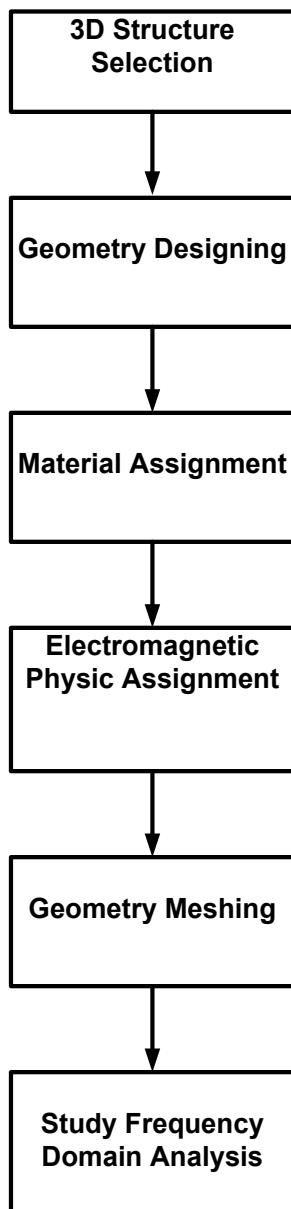 3D Structure
Selection
Geometry Designing
Material Assignment
Electromagnetic
Physic Assignment
Geometry Meshing
Study Frequency
Domain Analysis